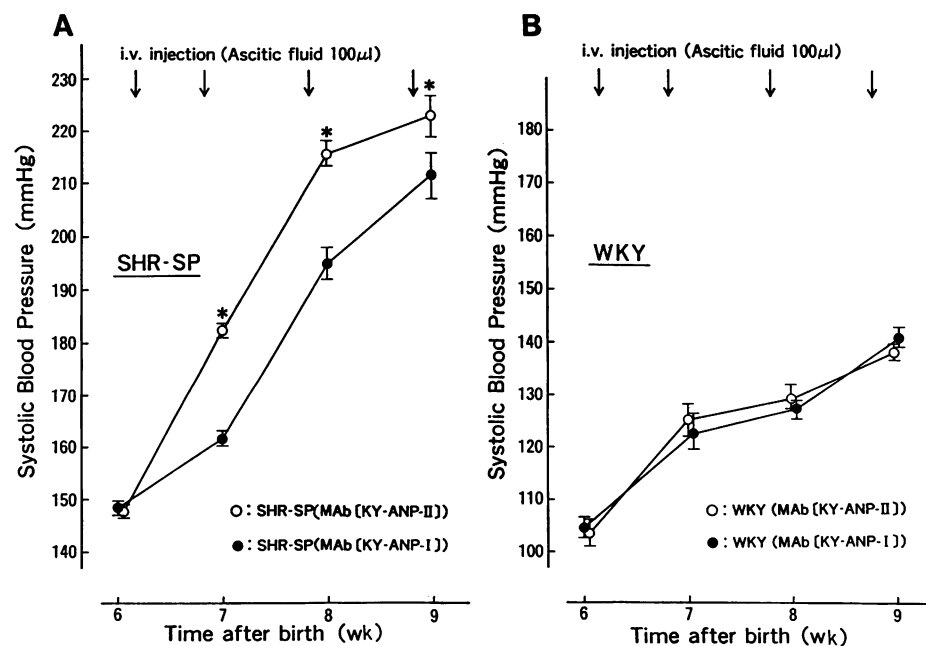 A
i.v. injection (Ascitic fluid 100μl)
230
220
210
200
190
180
170
160
150
140
Systolic Blood Pressure (mmHg)
SHR-SP
*
*
*
○: SHR-SP(MAb [KY-ANP-II])
●: SHR-SP(MAb [KY-ANP-I])
6 7 8 9
Time after birth (wk)
B
i.v. injection (Ascitic fluid 100μl)
180
170
160
150
140
130
120
110
100
Systolic Blood Pressure (mmHg)
WKY
○: WKY (MAb [KY-ANP-II])
●: WKY (MAb [KY-ANP-I])
6 7 8 9
Time after birth (wk)